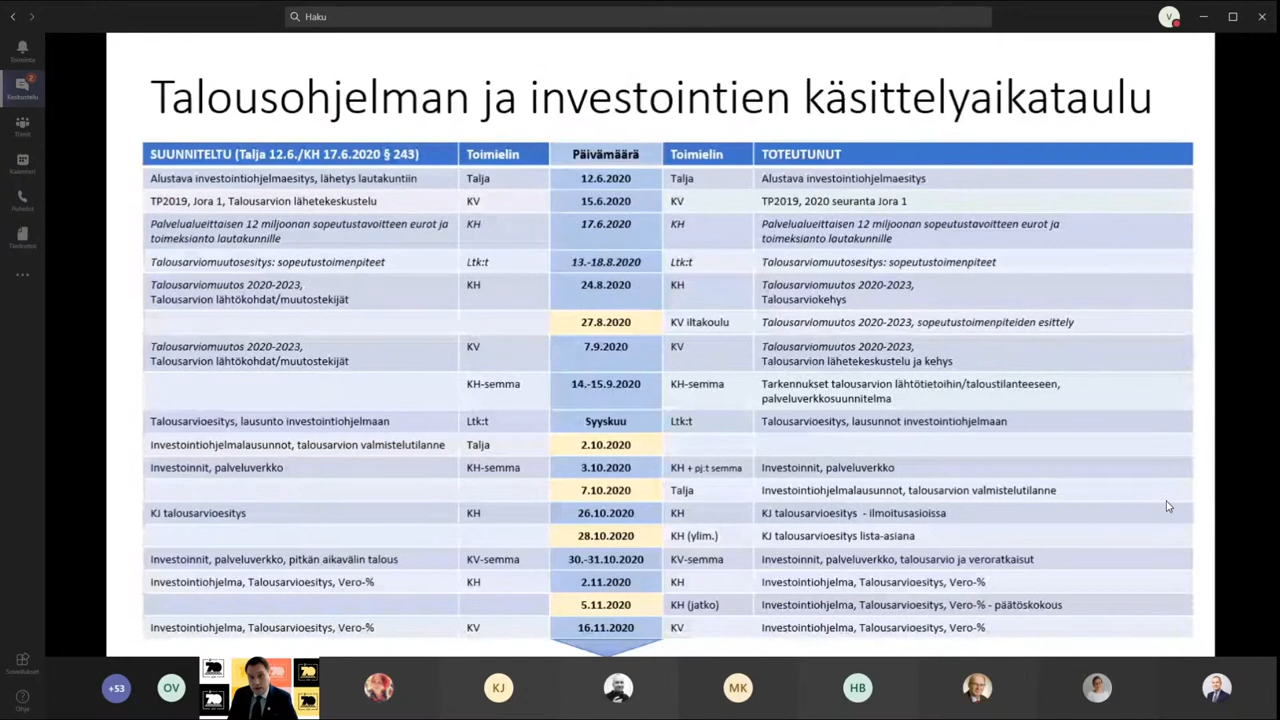 Haku
V
Toiminta
2
Keskustelu
Tiimit
Kalenteri
Puhelut
Tiedostot
Sovellukset
Ohje
Talousohjelman ja investointien käsittelyaikataulu
SUUNNITELTU (Talja 12.6./KH 17.6.2020 § 243) Toimielin Päivämäärä Toimielin TOTEUTUNUT
Alustava investointiohjelmaesitys, lähetys lautakuntiin Talja 12.6.2020 Talja Alustava investointiohjelmaesitys
TP2019, Jora 1, Talousarvion lähetekeskustelu KV 15.6.2020 KV TP2019, 2020 seuranta Jora 1
Palvelualueittaisen 12 miljoonan sopeutustavoitteen eurot ja KH 17.6.2020 KH Palvelualueittaisen 12 miljoonan sopeutustavoitteen eurot ja
toimeksianto lautakunnille toimeksianto lautakunnille
Talousarviomuutosesitys: sopeutustoimenpiteet Ltk:t 13.-18.8.2020 Ltk:t Talousarviomuutosesitys: sopeutustoimenpiteet
Talousarviomuutos 2020-2023, KH 24.8.2020 KH Talousarviomuutos 2020-2023,
Talousarvion lähtökohdat/muutostekijät Talousarviokehys
27.8.2020 KV iltakoulu Talousarviomuutos 2020-2023, sopeutustoimenpiteiden esittely
Talousarviomuutos 2020-2023, KV 7.9.2020 KV Talousarviomuutos 2020-2023,
Talousarvion lähtökohdat/muutostekijät Talousarvion lähetekeskustelu ja kehys
KH-semma 14.-15.9.2020 KH-semma Tarkennukset talousarvion lähtötietoihin/taloustilanteeseen,
palveluverkkosuunnitelma
Talousarvioesitys, lausunto investointiohjelmaan Ltk:t Syyskuu Ltk:t Talousarvioesitys, lausunnot investointiohjelmaan
Investointiohjelmalausunnot, talousarvion valmistelutilanne Talja 2.10.2020
Investoinnit, palveluverkko KH-semma 3.10.2020 KH + pj:t semma Investoinnit, palveluverkko
7.10.2020 Talja Investointiohjelmalausunnot, talousarvion valmistelutilanne
KJ talousarvioesitys KH 26.10.2020 KH KJ talousarvioesitys - ilmoitusasioissa
28.10.2020 KH (ylim.) KJ talousarvioesitys lista-asiana
Investoinnit, palveluverkko, pitkän aikavälin talous KV-semma 30.-31.10.2020 KV-semma Investoinnit, palveluverkko, talousarvio ja veroratkaisut
Investointiohjelma, Talousarvioesitys, Vero-% KH 2.11.2020 KH Investointiohjelma, Talousarvioesitys, Vero-%
5.11.2020 KH (jatko) Investointiohjelma, Talousarvioesitys, Vero-% - päätöskokous
Investointiohjelma, Talousarvioesitys, Vero-% KV 16.11.2020 KV Investointiohjelma, Talousarvioesitys, Vero-%
+53 OV KJ MK HB